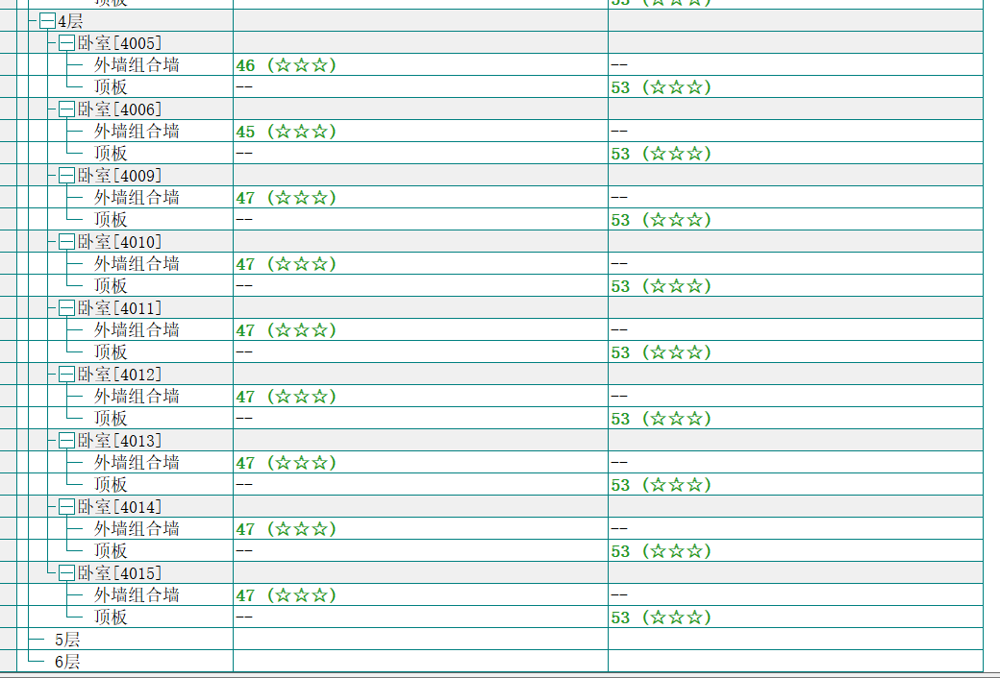 顶板 53 (☆☆☆)
4层
卧室[4005]
外墙组合墙 46 (☆☆☆) --
顶板 -- 53 (☆☆☆)
卧室[4006]
外墙组合墙 45 (☆☆☆) --
顶板 -- 53 (☆☆☆)
卧室[4009]
外墙组合墙 47 (☆☆☆) --
顶板 -- 53 (☆☆☆)
卧室[4010]
外墙组合墙 47 (☆☆☆) --
顶板 -- 53 (☆☆☆)
卧室[4011]
外墙组合墙 47 (☆☆☆) --
顶板 -- 53 (☆☆☆)
卧室[4012]
外墙组合墙 47 (☆☆☆) --
顶板 -- 53 (☆☆☆)
卧室[4013]
外墙组合墙 47 (☆☆☆) --
顶板 -- 53 (☆☆☆)
卧室[4014]
外墙组合墙 47 (☆☆☆) --
顶板 -- 53 (☆☆☆)
卧室[4015]
外墙组合墙 47 (☆☆☆) --
顶板 -- 53 (☆☆☆)
5层
6层